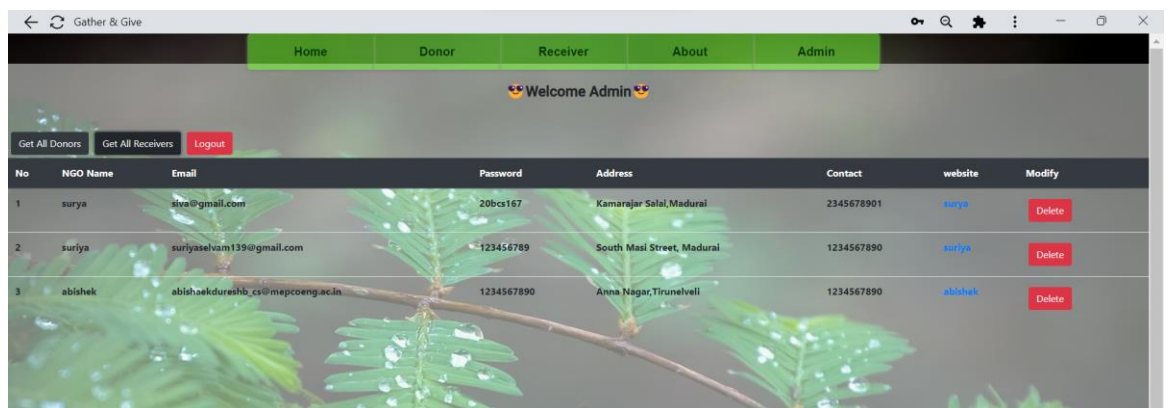 Gather & Give
Home Donor Receiver About Admin
😎Welcome Admin😎
Get All Donors Get All Receivers Logout
No NGO Name Email Password Address Contact website Modify
1 surya siva@gmail.com 20bcs167 Kamarajar Salai,Madurai 2345678901 surya Delete
2 suriya suriyaselvam139@gmail.com 123456789 South Masi Street, Madurai 1234567890 suriya Delete
3 abishek abishaekdureshb_cs@mepcoeng.ac.in 1234567890 Anna Nagar,Tirunelveli 1234567890 abishek Delete